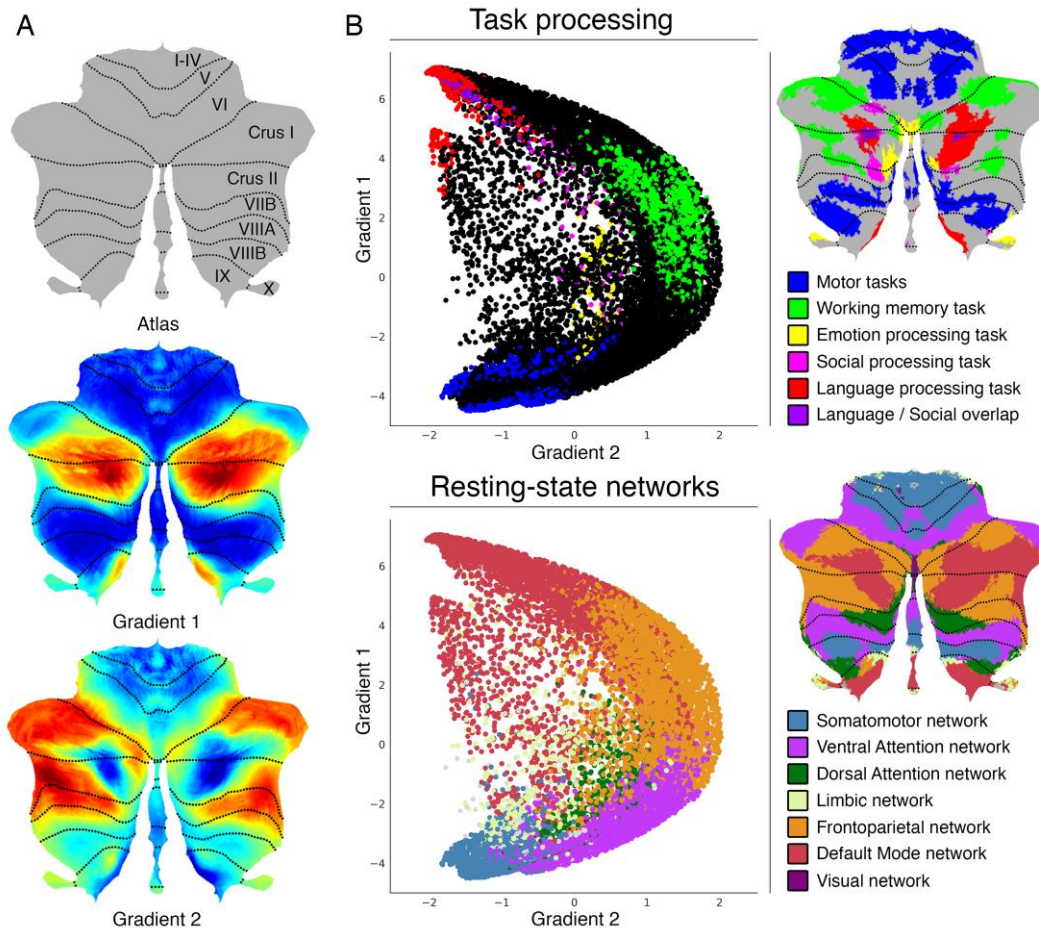 A
I-IV
V
VI
Crus I
Crus II
VIIB
VIIIA
VIIIB
IX
X
Atlas
Gradient 1
Gradient 2
B
Task processing
Gradient 1
6
4
2
0
−2
−4
−2
−1
0
1
2
Gradient 2
Motor tasks
Working memory task
Emotion processing task
Social processing task
Language processing task
Language / Social overlap
Resting-state networks
Gradient 1
6
4
2
0
−2
−4
−2
−1
0
1
2
Gradient 2
Somatomotor network
Ventral Attention network
Dorsal Attention network
Limbic network
Frontoparietal network
Default Mode network
Visual network